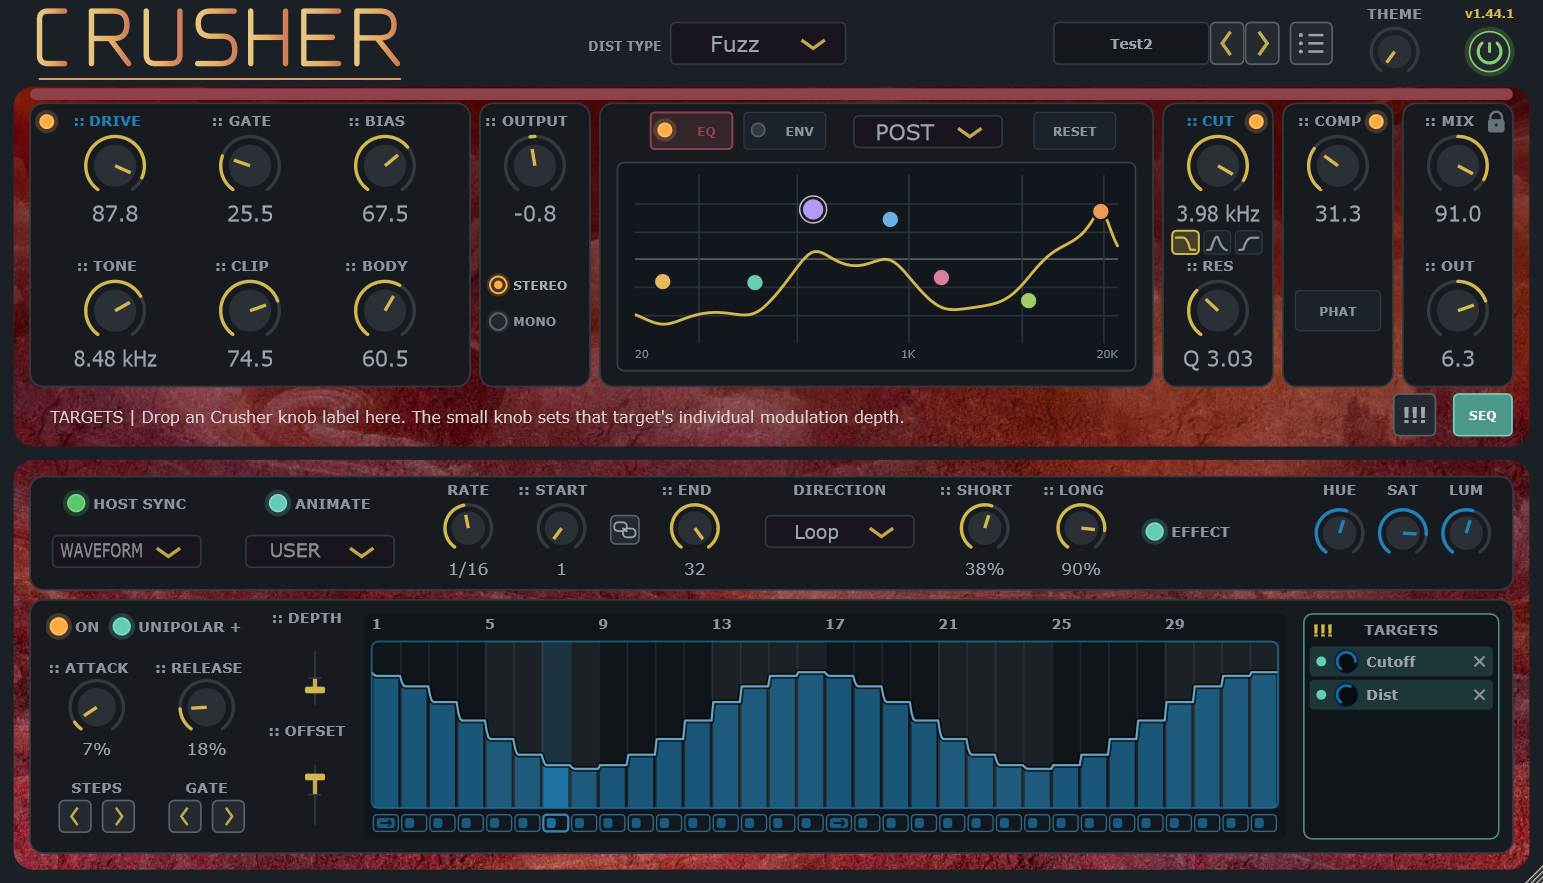 CRUSHER
DIST TYPE Fuzz
Test2
THEME
v1.44.1
:: DRIVE :: GATE :: BIAS :: OUTPUT EQ ENV POST RESET :: CUT :: COMP :: MIX
87.8 25.5 67.5 -0.8 3.98 kHz 31.3 91.0
:: TONE :: CLIP :: BODY :: RES :: OUT
STEREO
MONO
PHAT
8.48 kHz 74.5 60.5 20 1K 20K Q 3.03 6.3
TARGETS | Drop an Crusher knob label here. The small knob sets that target's individual modulation depth.
!!! SEQ
HOST SYNC ANIMATE RATE :: START :: END DIRECTION :: SHORT :: LONG EFFECT HUE SAT LUM
WAVEFORM USER Loop
1/16 1 32 38% 90%
ON UNIPOLAR + :: DEPTH 1 5 9 13 17 21 25 29 !!! TARGETS
:: ATTACK :: RELEASE Cutoff
Dist
7% 18% :: OFFSET
STEPS GATE